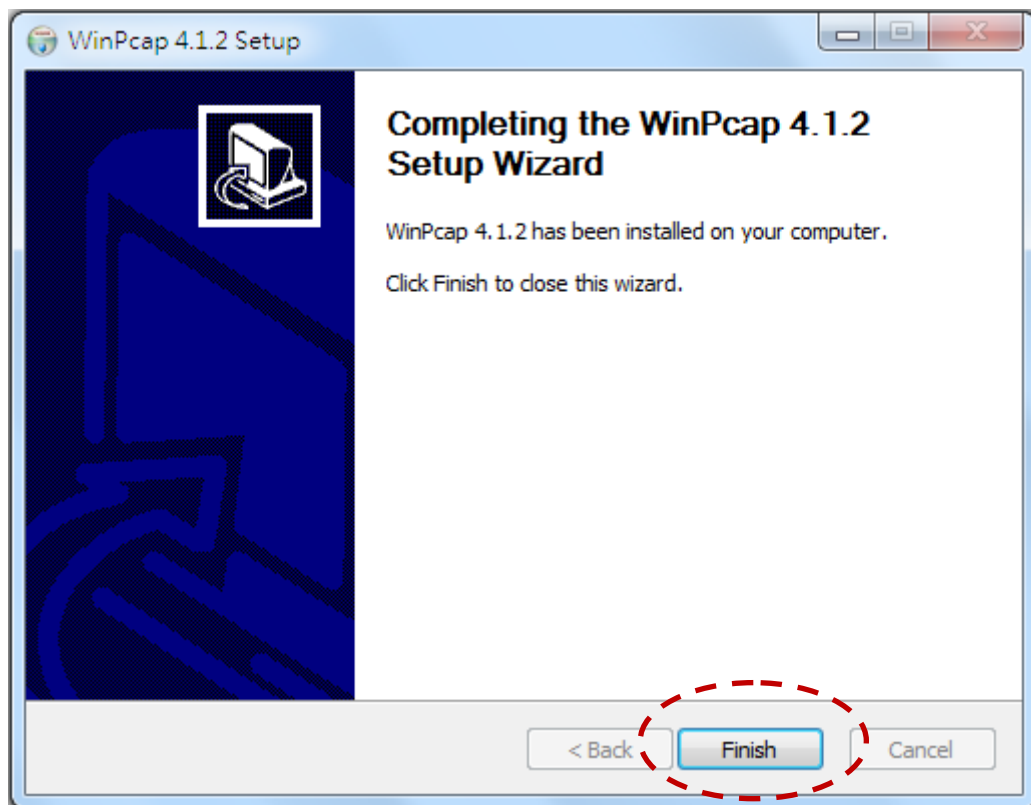 WinPcap 4.1.2 Setup
Completing the WinPcap 4.1.2
Setup Wizard
WinPcap 4.1.2 has been installed on your computer.
Click Finish to close this wizard.
< Back
Finish
Cancel